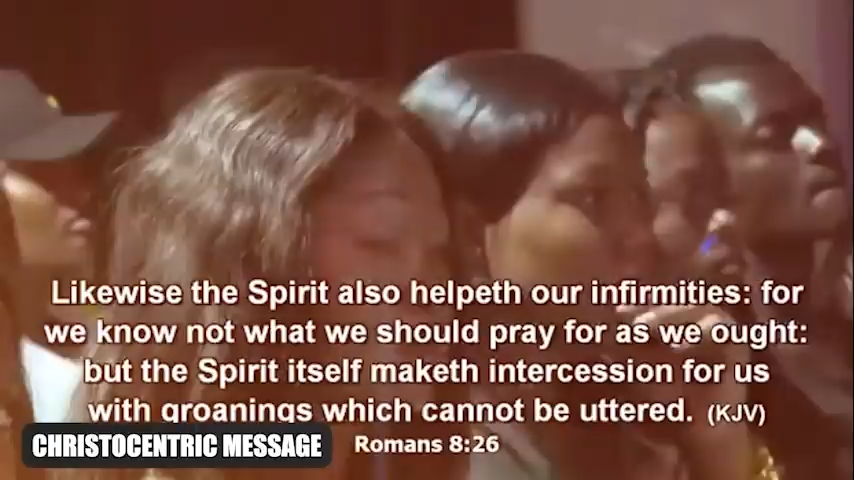 Likewise the Spirit also helpeth our infirmities: for
we know not what we should pray for as we ought:
but the Spirit itself maketh intercession for us
with groanings which cannot be uttered. (KJV)
CHRISTOCENTRIC MESSAGE
Romans 8:26